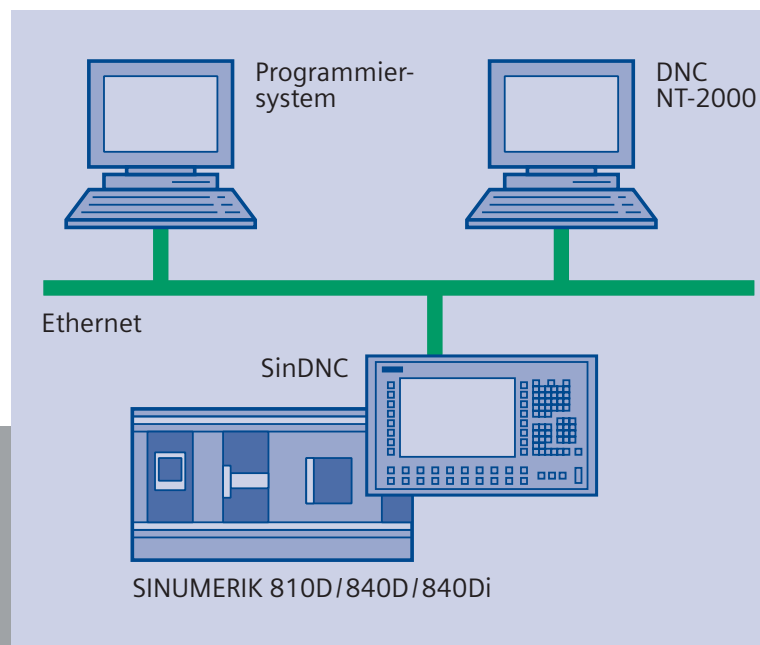 Programmier-
system
DNC
NT-2000
Ethernet
SinDNC
SINUMERIK 810D/840D/840Di